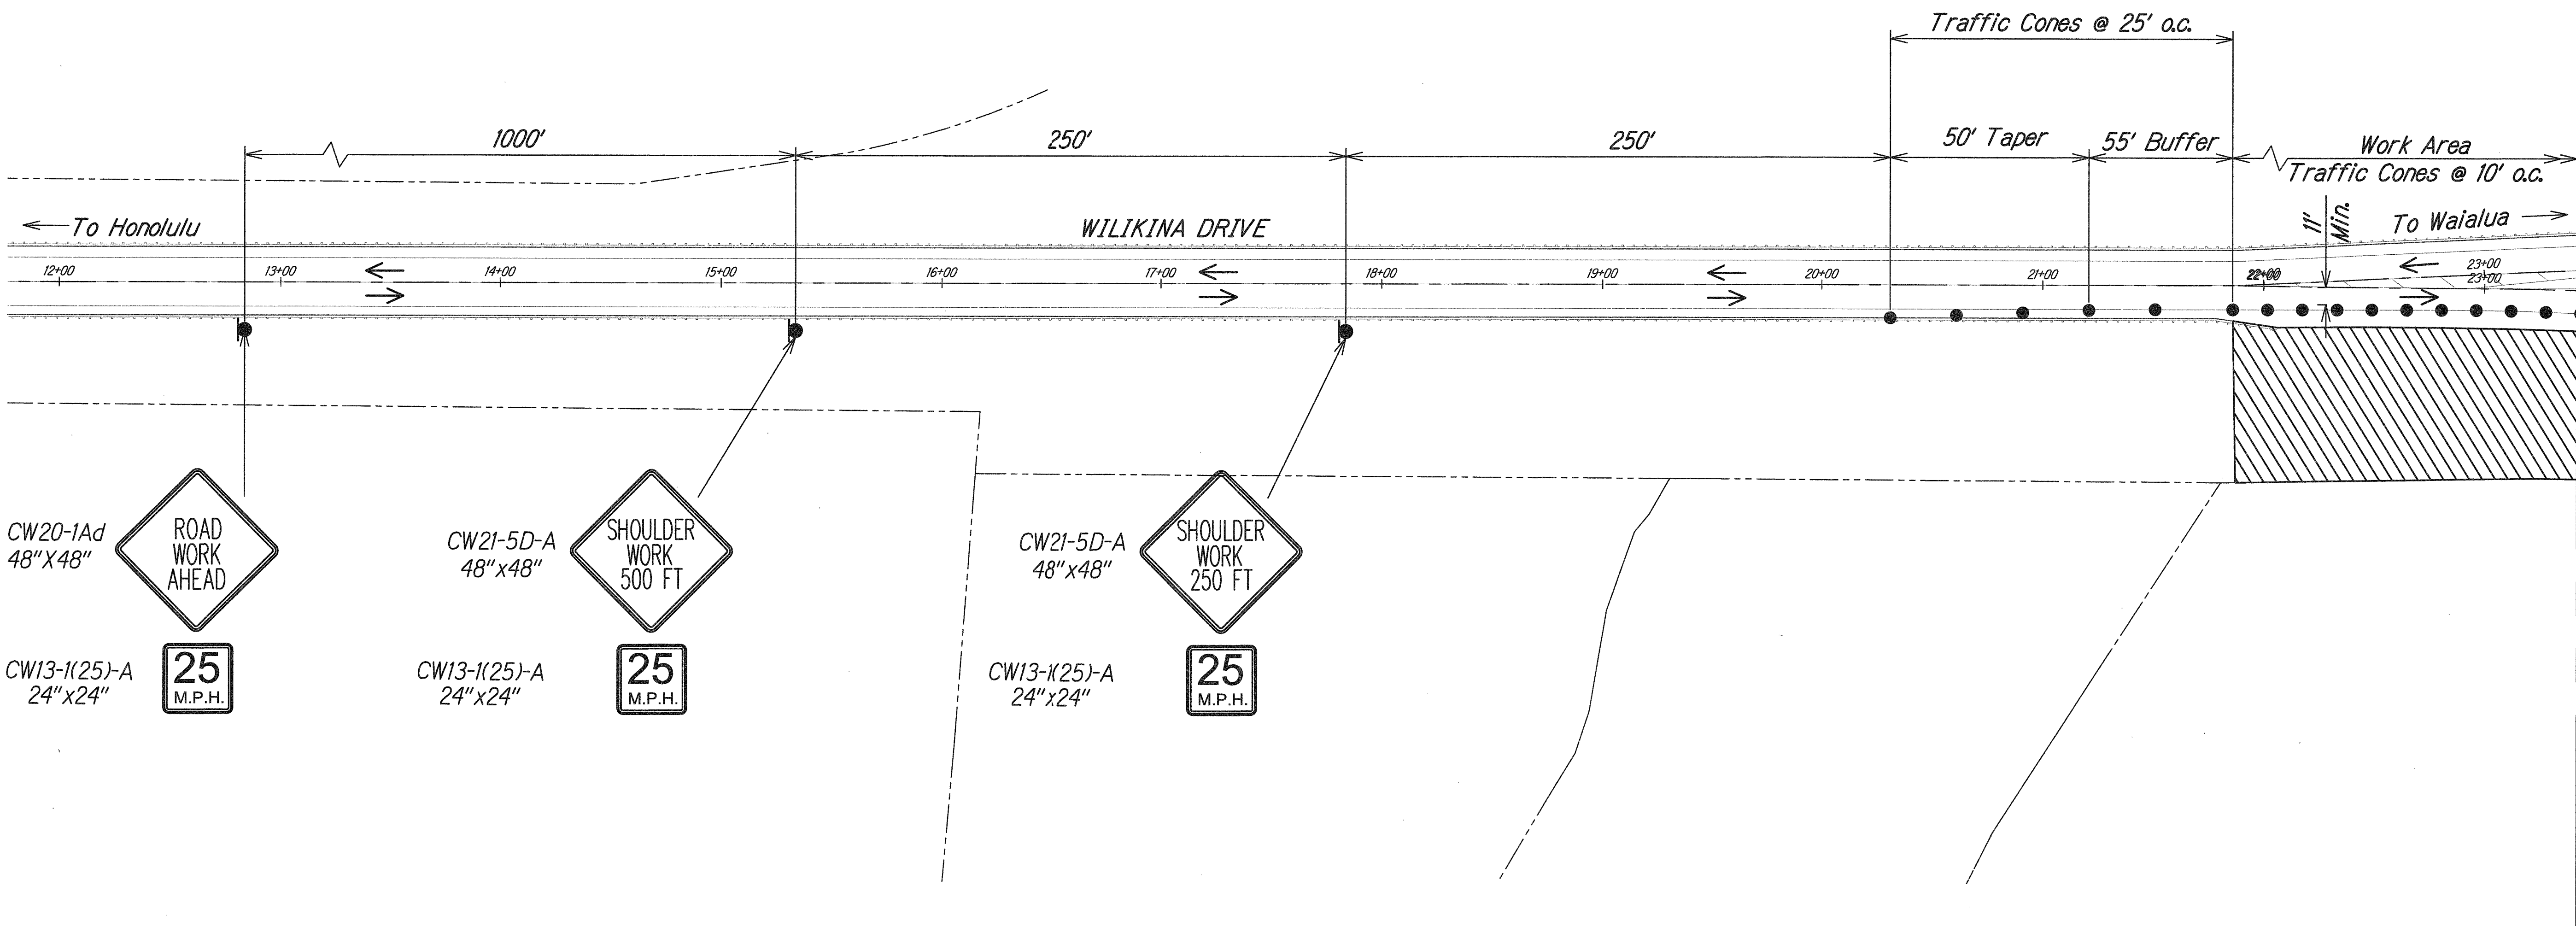 Traffic Cones @ 25' o.c.
1000'
250'
250'
50' Taper
55' Buffer
Work Area
Traffic Cones @ 10' o.c.
To Honolulu
WILIKINA DRIVE
11'
Min.
To Waialua
12+00
13+00
14+00
15+00
16+00
17+00
18+00
19+00
20+00
21+00
22+00
23+00
23+00
CW20-1Ad
48"X48"
ROAD
WORK
AHEAD
CW21-5D-A
48"x48"
SHOULDER
WORK
500 FT
CW21-5D-A
48"x48"
SHOULDER
WORK
250 FT
CW13-1(25)-A
24"x24"
25
M.P.H.
CW13-1(25)-A
24"x24"
25
M.P.H.
CW13-1(25)-A
24"x24"
25
M.P.H.